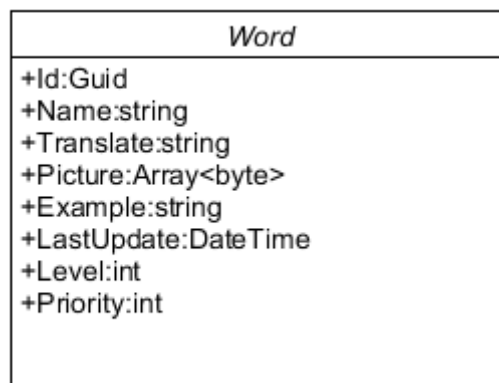 Word
+Id:Guid
+Name:string
+Translate:string
+Picture:Array<byte>
+Example:string
+LastUpdate:DateTime
+Level:int
+Priority:int